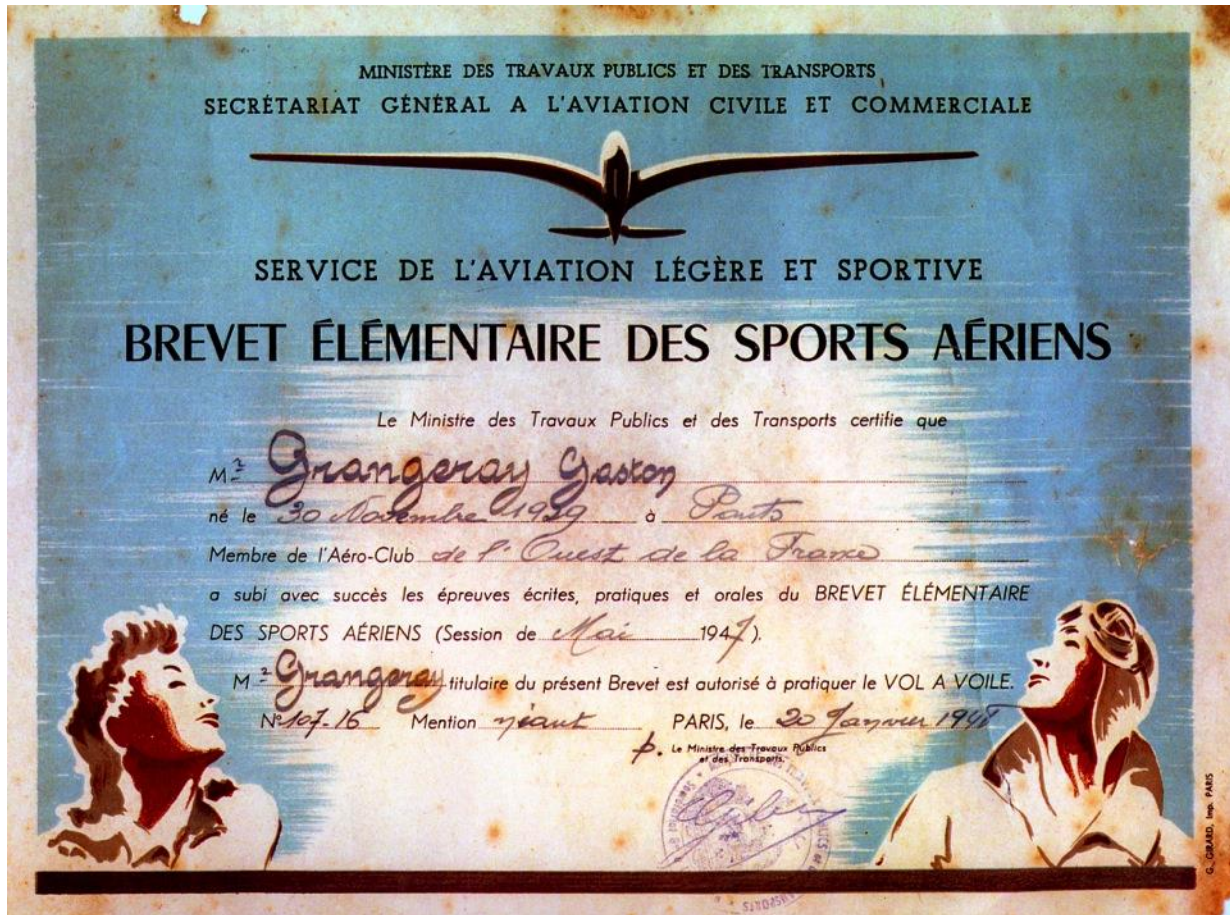 MINISTÈRE DES TRAVAUX PUBLICS ET DES TRANSPORTS
SECRÉTARIAT GÉNÉRAL A L'AVIATION CIVILE ET COMMERCIALE
SERVICE DE L'AVIATION LÉGÈRE ET SPORTIVE
BREVET ÉLÉMENTAIRE DES SPORTS AÉRIENS
Le Ministre des Travaux Publics et des Transports certifie que
Mr Grangeray Gaston
né le 30 Novembre 1929 à
Membre de l'Aéro-Club de l'Ouest de la France
a subi avec succès les épreuves écrites, pratiques et orales du BREVET ÉLÉMENTAIRE
DES SPORTS AÉRIENS (Session de Mai 1947).
Mr Grangeray titulaire du présent Brevet est autorisé à pratiquer le VOL A VOILE.
No 107-16 Mention néant PARIS, le 20 Janvier 1948
p. Le Ministre des Travaux Publics
et des Transports.
G. GIRARD, Imp. PARIS